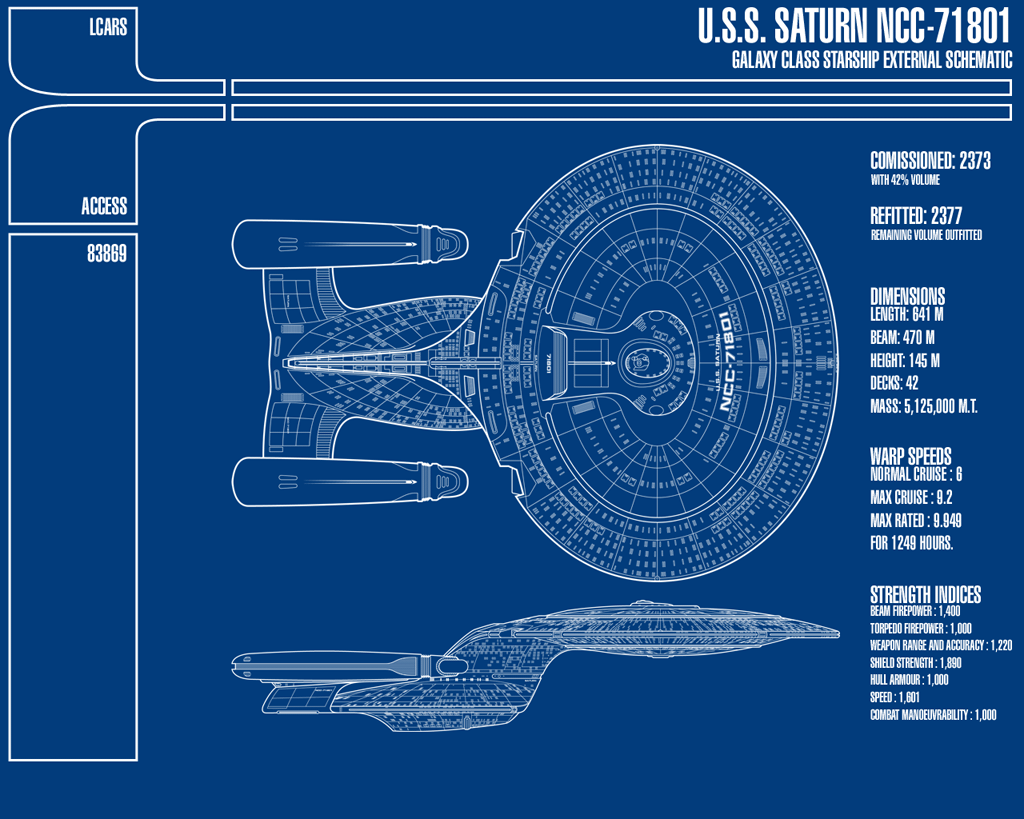 LCARS
U.S.S. SATURN NCC-71801
GALAXY CLASS STARSHIP EXTERNAL SCHEMATIC
ACCESS
83869
COMISSIONED: 2373
WITH 42% VOLUME
REFITTED: 2377
REMAINING VOLUME OUTFITTED
DIMENSIONS
LENGTH: 641 M
BEAM: 470 M
HEIGHT: 145 M
DECKS: 42
MASS: 5,125,000 M.T.
WARP SPEEDS
NORMAL CRUISE : 6
MAX CRUISE : 9.2
MAX RATED : 9.949
FOR 1249 HOURS.
STRENGTH INDICES
BEAM FIREPOWER : 1,400
TORPEDO FIREPOWER : 1,000
WEAPON RANGE AND ACCURACY : 1,220
SHIELD STRENGTH : 1,890
HULL ARMOUR : 1,000
SPEED : 1,601
COMBAT MANOEUVRABILITY : 1,000
U.S.S. SATURN
NCC-71801
71801